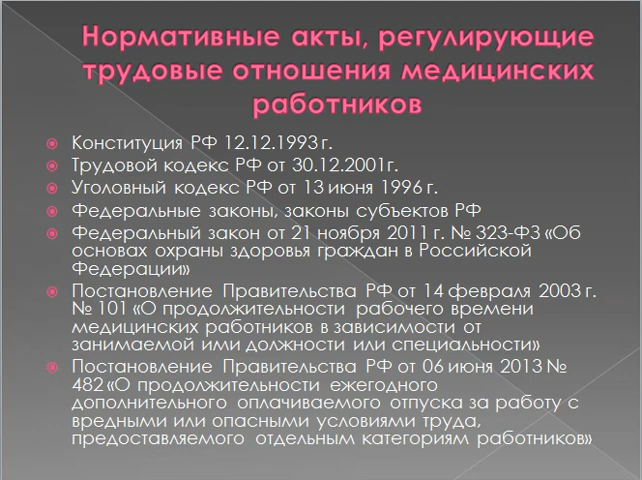 Нормативные акты, регулирующие
трудовые отношения медицинских
работников
Конституция РФ 12.12.1993 г.
Трудовой кодекс РФ от 30.12.2001г.
Уголовный кодекс РФ от 13 июня 1996 г.
Федеральные законы, законы субъектов РФ
Федеральный закон от 21 ноября 2011 г. № 323-ФЗ «Об
основах охраны здоровья граждан в Российской
Федерации»
Постановление Правительства РФ от 14 февраля 2003 г.
№ 101 «О продолжительности рабочего времени
медицинских работников в зависимости от
занимаемой ими должности или специальности»
Постановление Правительства РФ от 06 июня 2013 №
482 «О продолжительности ежегодного
дополнительного оплачиваемого отпуска за работу с
вредными или опасными условиями труда,
предоставляемого отдельным категориям работников»